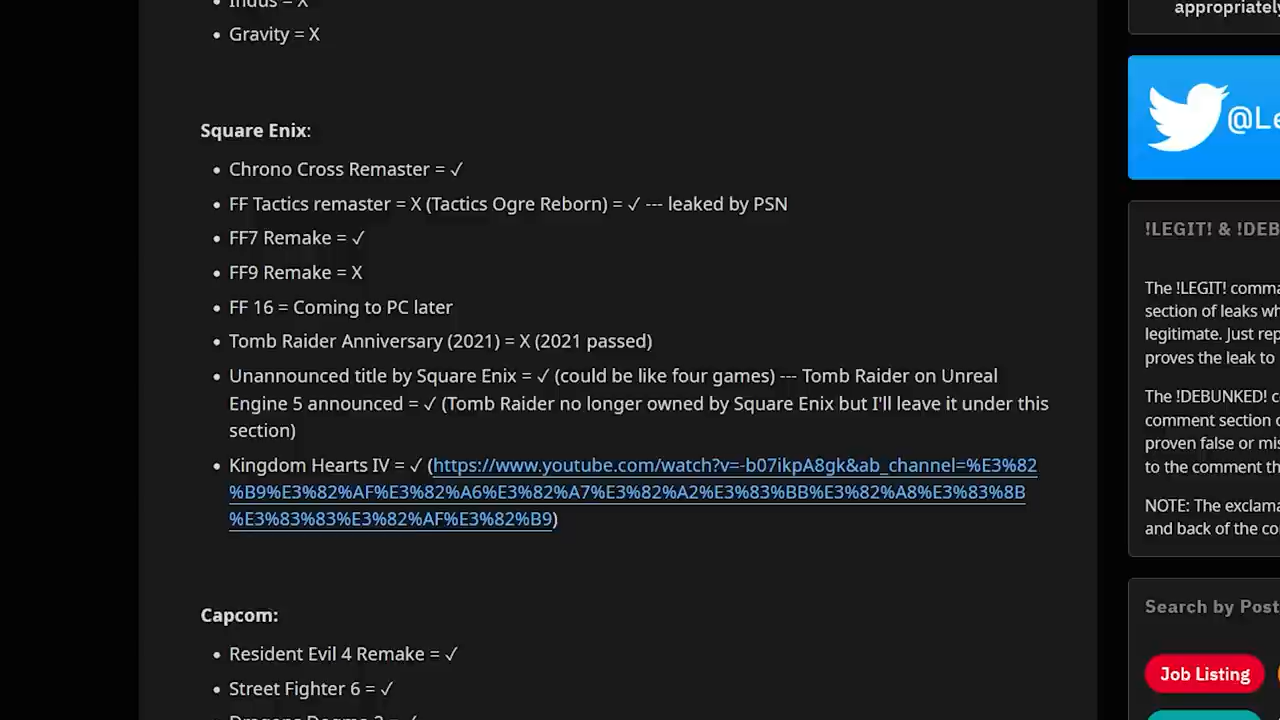 Indus = X
Gravity = X
Square Enix:
Chrono Cross Remaster = ✓
FF Tactics remaster = X (Tactics Ogre Reborn) = ✓ --- leaked by PSN
FF7 Remake = ✓
FF9 Remake = X
FF 16 = Coming to PC later
Tomb Raider Anniversary (2021) = X (2021 passed)
Unannounced title by Square Enix = ✓ (could be like four games) --- Tomb Raider on Unreal
Engine 5 announced = ✓ (Tomb Raider no longer owned by Square Enix but I'll leave it under this
section)
Kingdom Hearts IV = ✓ (https://www.youtube.com/watch?v=-b07ikpA8gk&ab_channel=%E3%82
%B9%E3%82%AF%E3%82%A6%E3%82%A7%E3%82%A2%E3%83%BB%E3%82%A8%E3%83%8B
%E3%83%83%E3%82%AF%E3%82%B9)
Capcom:
Resident Evil 4 Remake = ✓
Street Fighter 6 = ✓
Dragons Dogma 2 = ✓
appropriately
@Le
!LEGIT! & !DEB
The !LEGIT! comma
section of leaks wh
legitimate. Just rep
proves the leak to
The !DEBUNKED! c
comment section o
proven false or mis
to the comment th
NOTE: The exclama
and back of the co
Search by Post
Job Listing